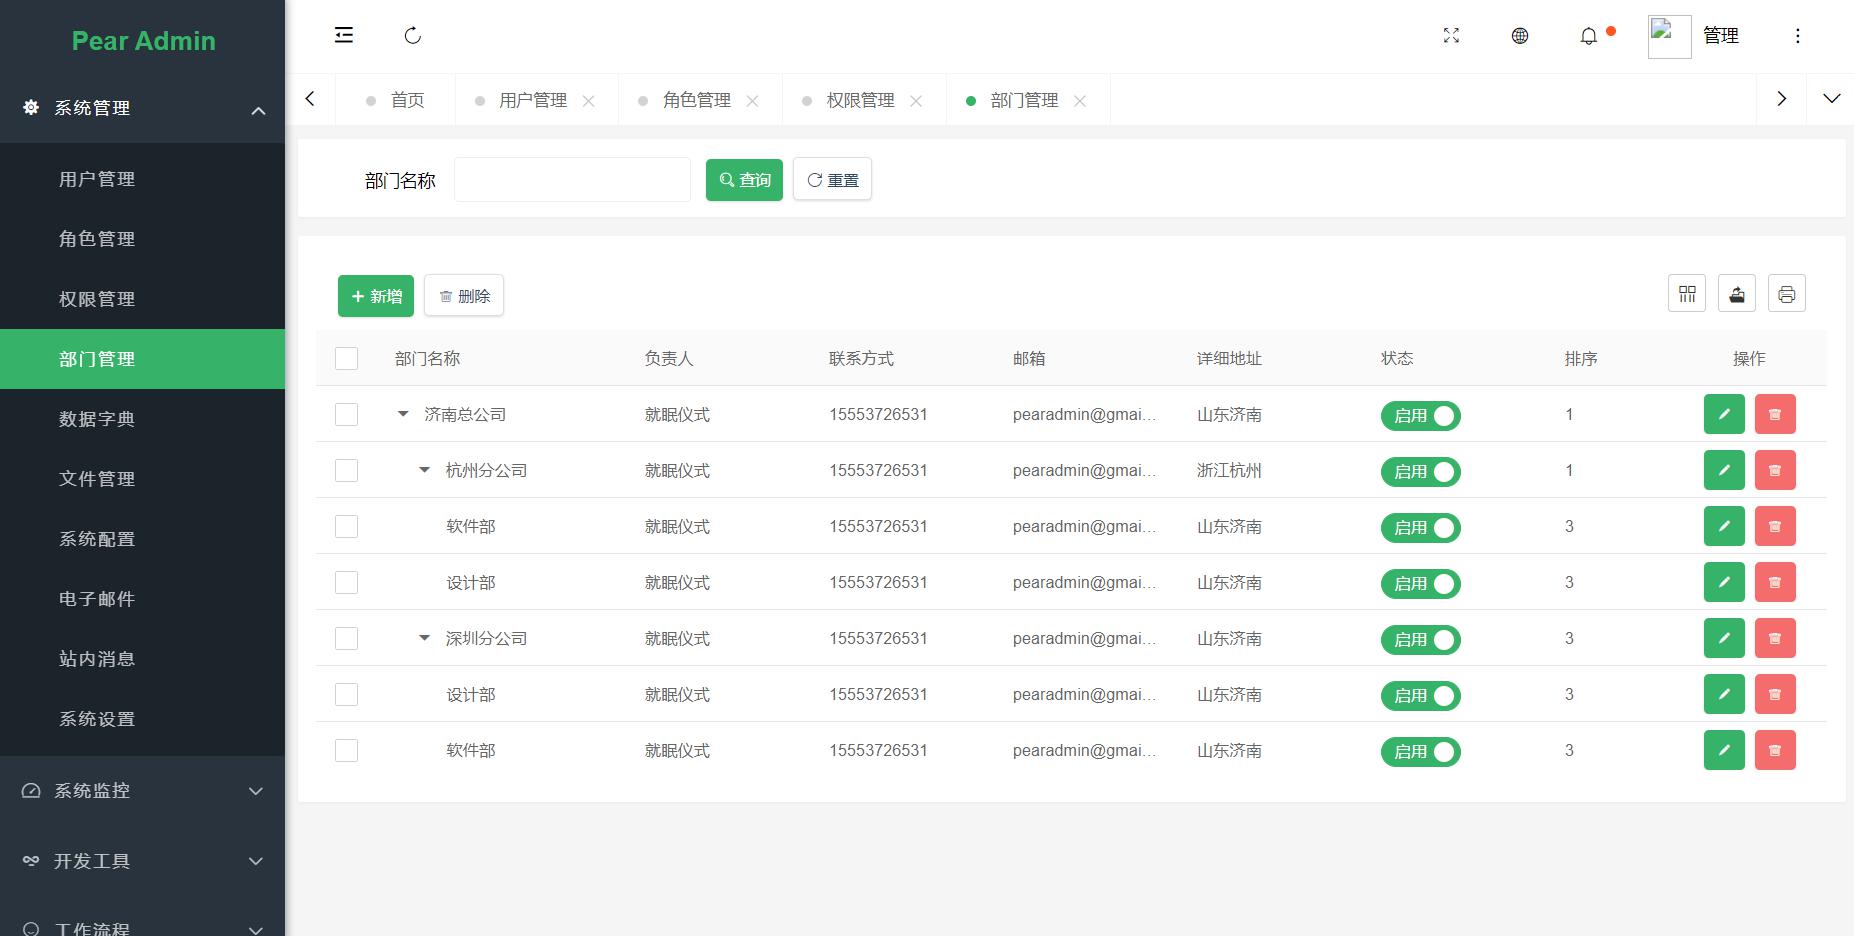 Pear Admin
管理
系统管理
用户管理
角色管理
权限管理
部门管理
数据字典
文件管理
系统配置
电子邮件
站内消息
系统设置
系统监控
开发工具
工作流程
首页 用户管理 角色管理 权限管理 部门管理
部门名称 查询 重置
新增 删除
部门名称 负责人 联系方式 邮箱 详细地址 状态 排序 操作
济南总公司 就眠仪式 15553726531 pearadmin@gmai... 山东济南 启用 1
杭州分公司 就眠仪式 15553726531 pearadmin@gmai... 浙江杭州 启用 1
软件部 就眠仪式 15553726531 pearadmin@gmai... 山东济南 启用 3
设计部 就眠仪式 15553726531 pearadmin@gmai... 山东济南 启用 3
深圳分公司 就眠仪式 15553726531 pearadmin@gmai... 山东济南 启用 3
设计部 就眠仪式 15553726531 pearadmin@gmai... 山东济南 启用 3
软件部 就眠仪式 15553726531 pearadmin@gmai... 山东济南 启用 3